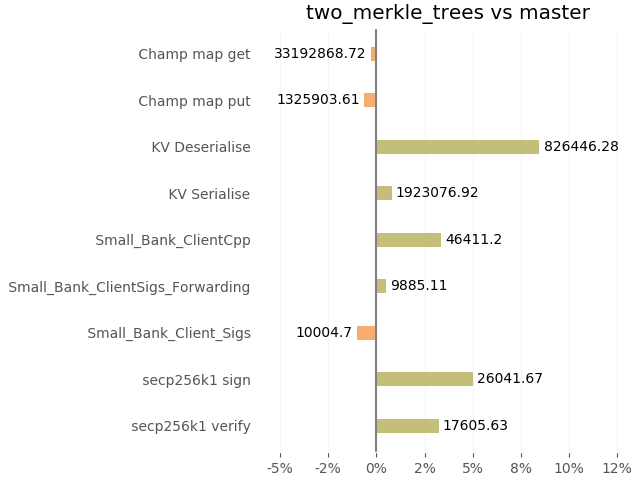 two_merkle_trees vs master
Champ map get 33192868.72
Champ map put 1325903.61
KV Deserialise 826446.28
KV Serialise 1923076.92
Small_Bank_ClientCpp 46411.2
Small_Bank_ClientSigs_Forwarding 9885.11
Small_Bank_Client_Sigs 10004.7
secp256k1 sign 26041.67
secp256k1 verify 17605.63
-5% -2% 0% 2% 5% 8% 10% 12%